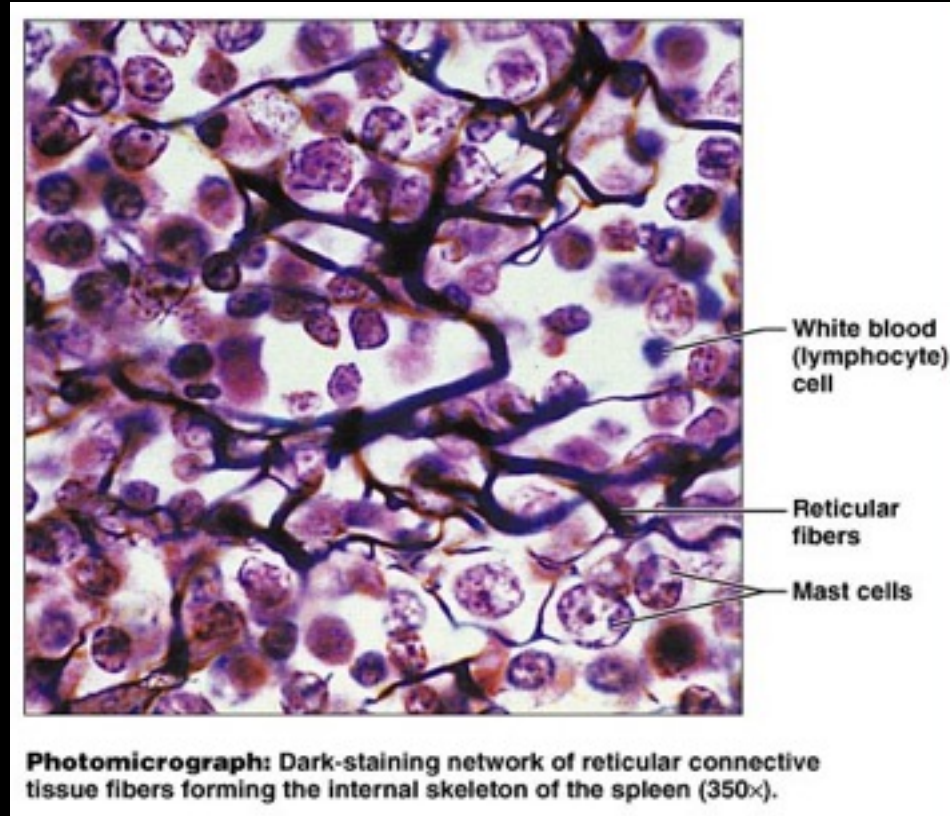 White blood
(lymphocyte)
cell
Reticular
fibers
Mast cells
Photomicrograph: Dark-staining network of reticular connective
tissue fibers forming the internal skeleton of the spleen (350×).